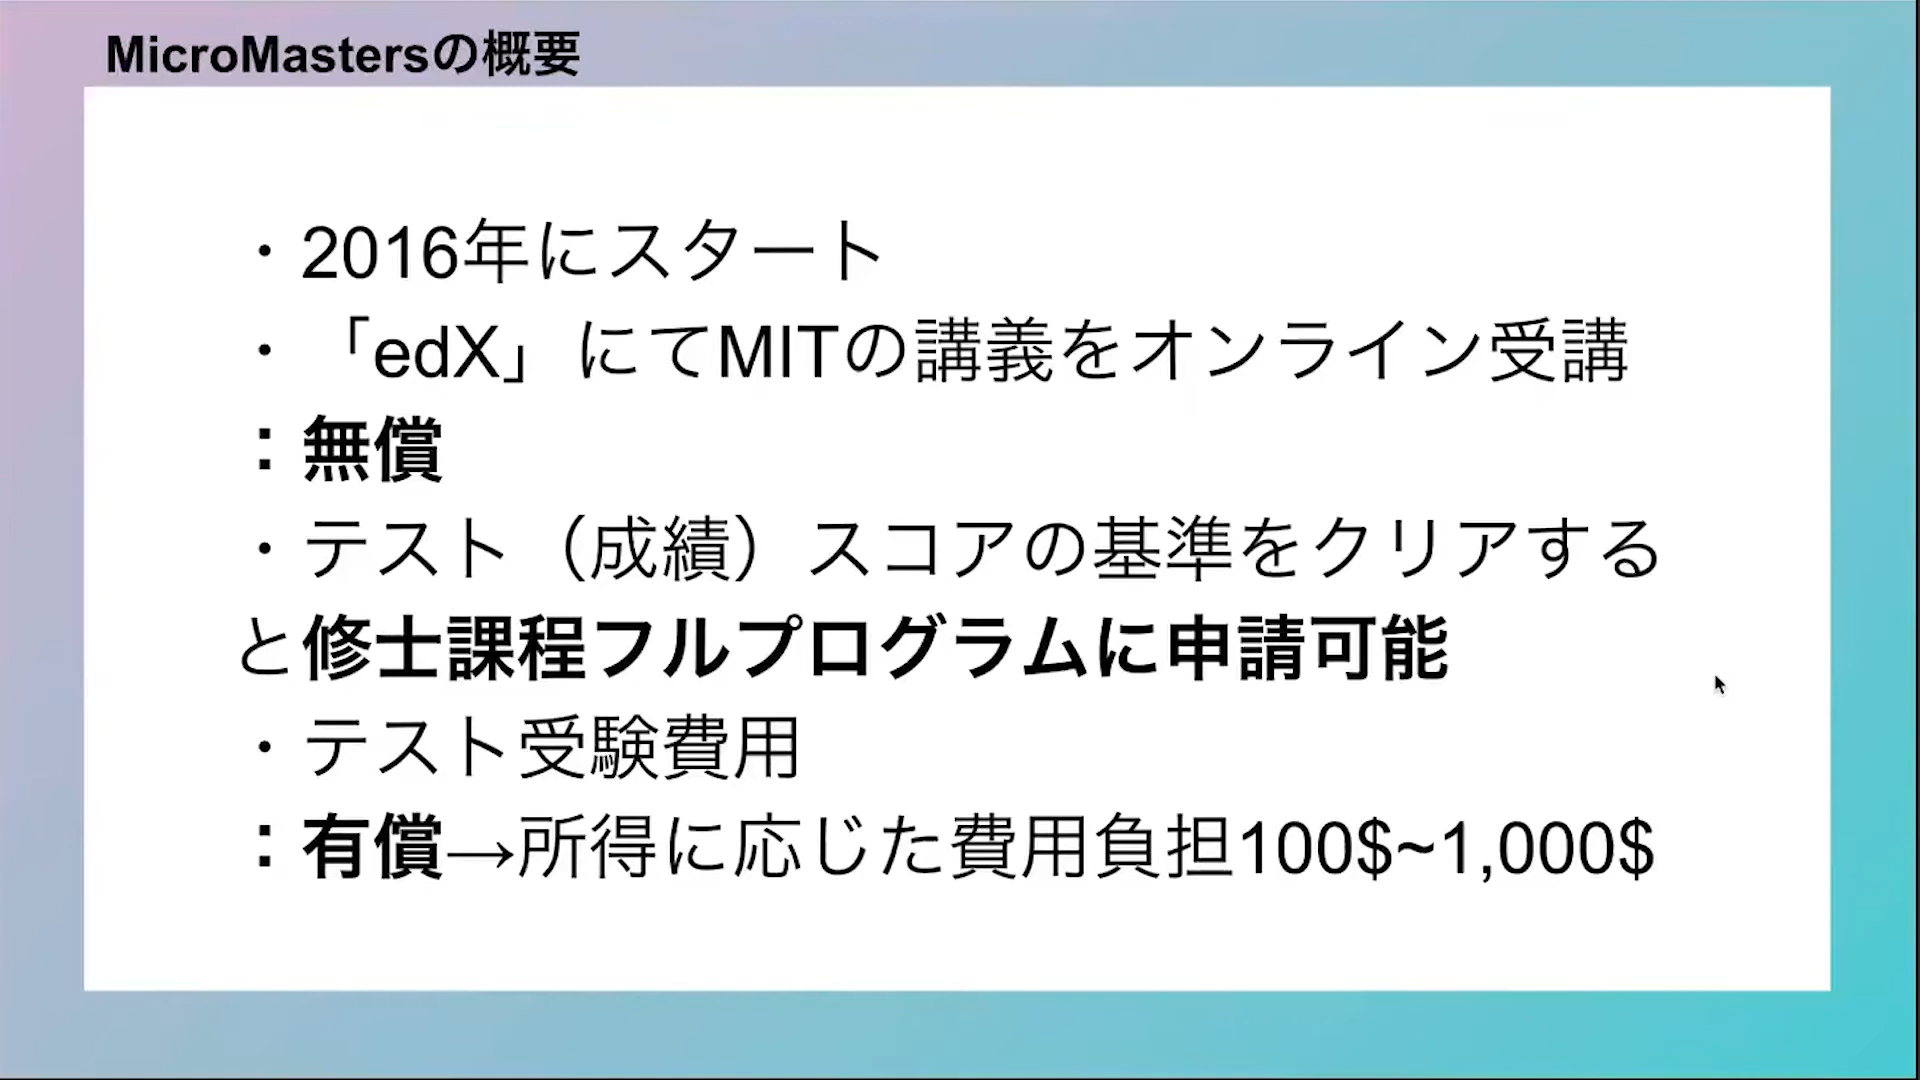 MicroMastersの概要
・2016年にスタート
・「edX」にてMITの講義をオンライン受講
：無償
・テスト（成績）スコアの基準をクリアする
と修士課程フルプログラムに申請可能
・テスト受験費用
：有償→所得に応じた費用負担100$~1,000$